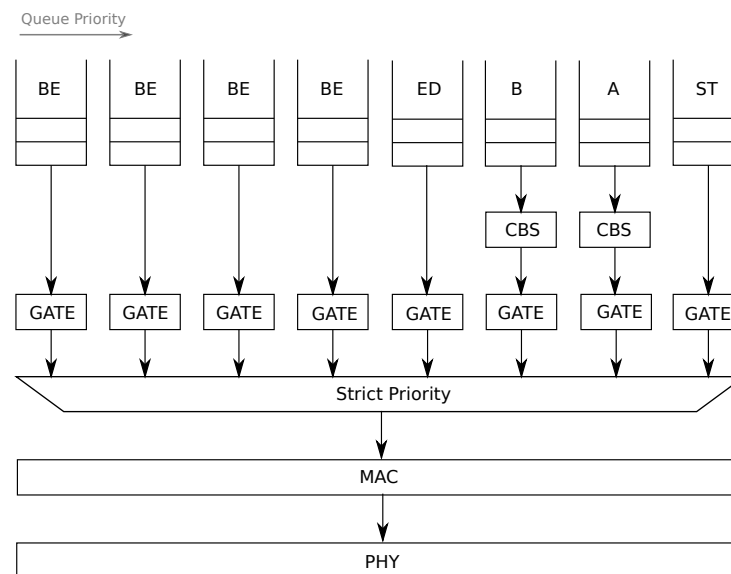 Queue Priority
BE BE BE BE ED B A ST
CBS CBS
GATE GATE GATE GATE GATE GATE GATE GATE
Strict Priority
MAC
PHY